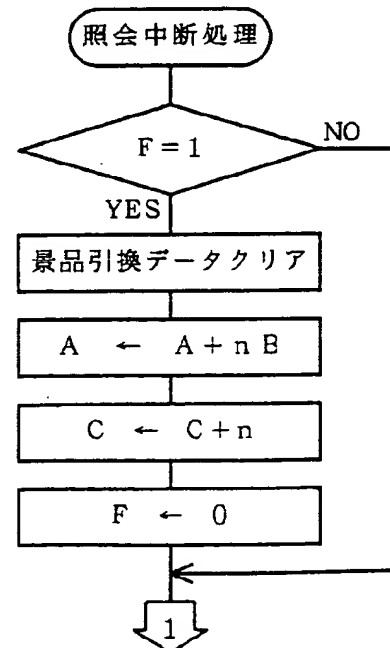 照会中断処理
F=1
NO
YES
景品引換データクリア
A ← A+nB
C ← C+n
F ← 0
1